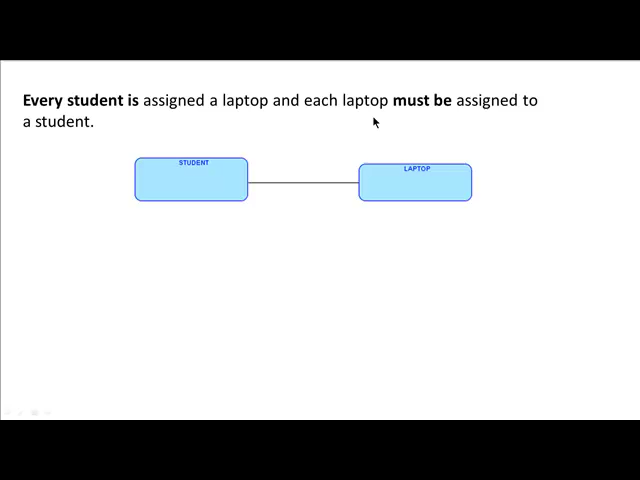 Every student is assigned a laptop and each laptop must be assigned to
a student.
STUDENT
LAPTOP